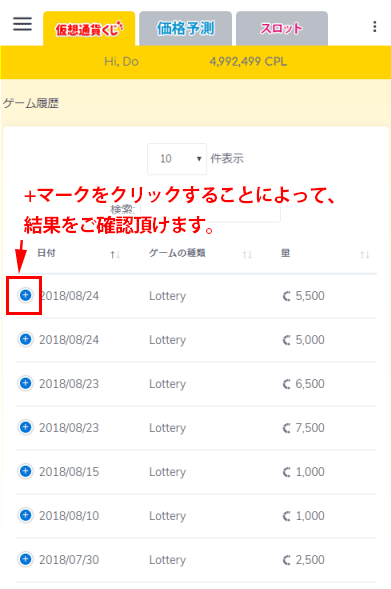 仮想通貨くじ 価格予測 スロット
Hi, Do 4,992,499 CPL
ゲーム履歴
10 件表示
+マークをクリックすることによって、
検索:
結果をご確認頂けます。
日付 ゲームの種類 量
2018/08/24 Lottery 5,500
2018/08/24 Lottery 5,000
2018/08/23 Lottery 6,500
2018/08/23 Lottery 7,500
2018/08/15 Lottery 1,000
2018/08/10 Lottery 1,000
2018/07/30 Lottery 2,500